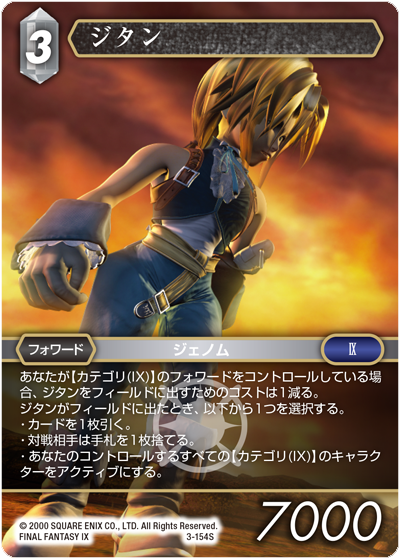 3
ジタン
フォワード
ジェノム
IX
あなたが【カテゴリ(IX)】のフォワードをコントロールしている場
合、ジタンをフィールドに出すためのコストは1減る。
ジタンがフィールドに出たとき、以下から1つを選択する。
・カードを1枚引く。
・対戦相手は手札を1枚捨てる。
・あなたのコントロールするすべての【カテゴリ(IX)】のキャラク
ターをアクティブにする。
© 2000 SQUARE ENIX CO., LTD. All Rights Reserved.
FINAL FANTASY IX
3-154S
7000